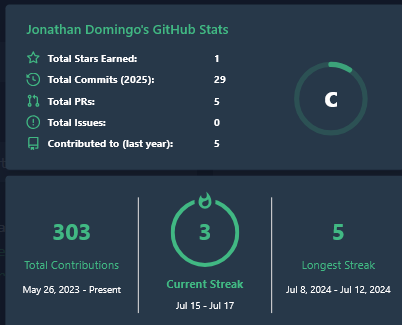 Jonathan Domingo's GitHub Stats
Total Stars Earned: 1
Total Commits (2025): 29
Total PRs: 5
Total Issues: 0
Contributed to (last year): 5
C
303
Total Contributions
May 26, 2023 - Present
3
Current Streak
Jul 15 - Jul 17
5
Longest Streak
Jul 8, 2024 - Jul 12, 2024